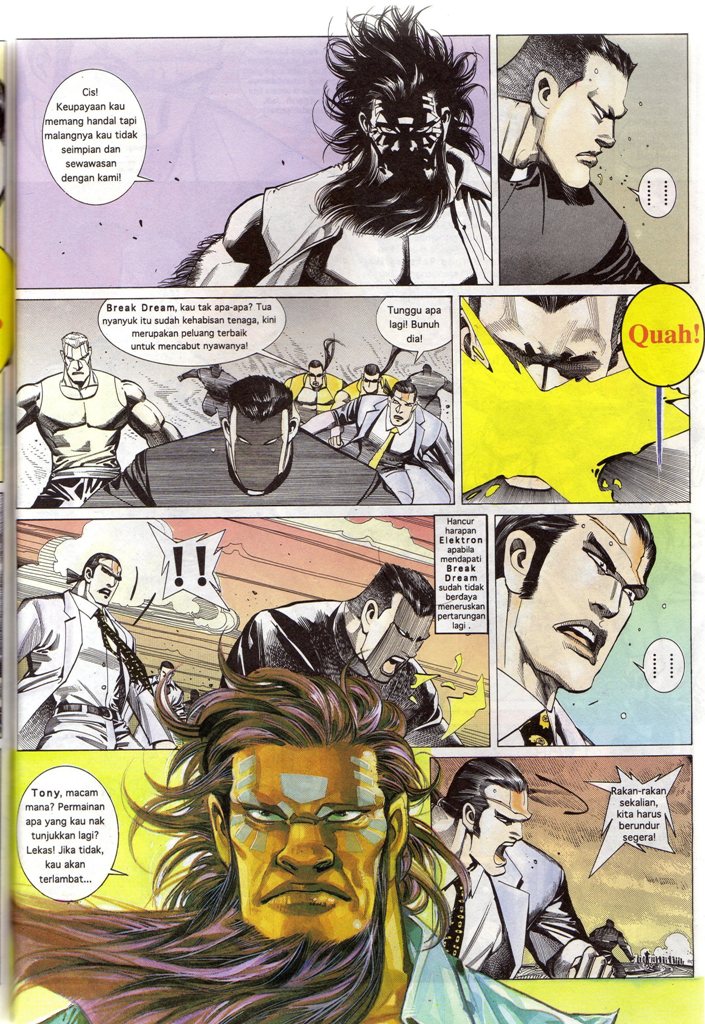 Cis!
Keupayaan kau
memang handal tapi
malangnya kau tidak
seimpian dan
sewawasan
dengan kami!
Break Dream, kau tak apa-apa? Tua
nyanyuk itu sudah kehabisan tenaga, kini
merupakan peluang terbaik
untuk mencabut nyawanya!
Tunggu apa
lagi! Bunuh
dia!
Quah!
!!
Hancur
harapan
Elektron
apabila
mendapati
Break
Dream
sudah tidak
berdaya
meneruskan
pertarungan
lagi .
Tony, macam
mana? Permainan
apa yang kau nak
tunjukkan lagi?
Lekas! Jika tidak,
kau akan
terlambat...
Rakan-rakan
sekalian,
kita harus
berundur
segera!